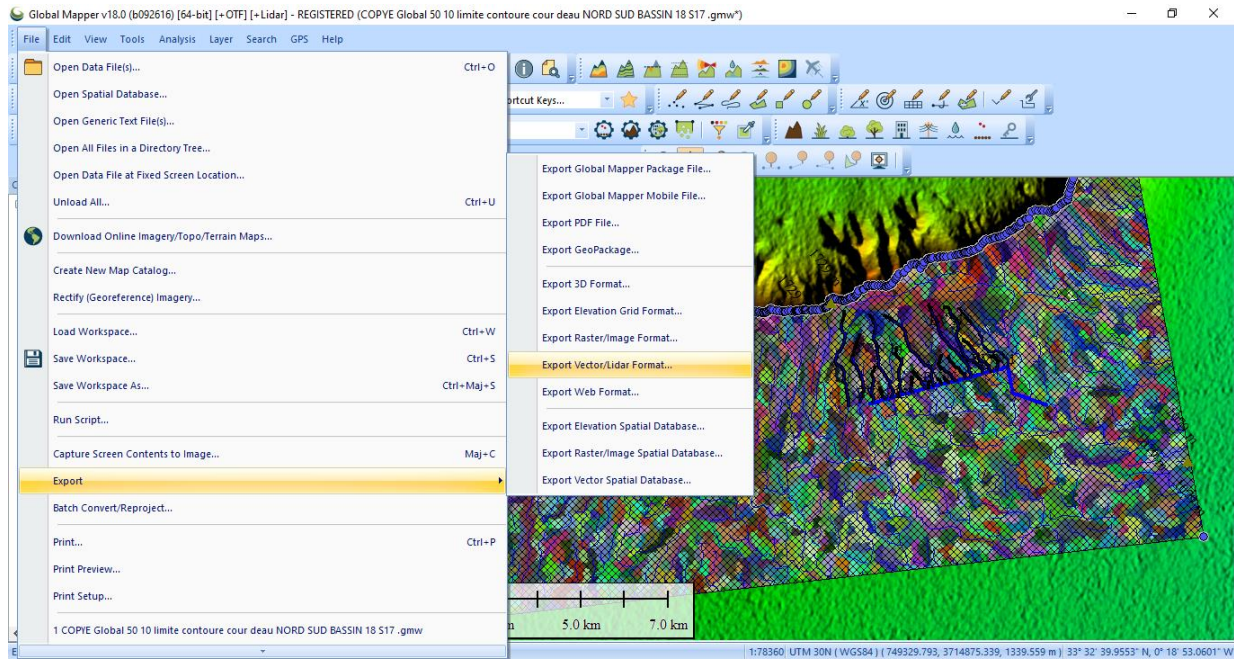 Global Mapper v18.0 (b092616) [64-bit] [+OTF] [+Lidar] - REGISTERED (COPYE Global 50 10 limite contoure cour deau NORD SUD BASSIN 18 S17 .gmw*)
File Edit View Tools Analysis Layer Search GPS Help
Open Data File(s)... Ctrl+O
Open Spatial Database...
ortcut Keys...
Open Generic Text File(s)...
Open All Files in a Directory Tree...
Open Data File at Fixed Screen Location...
Unload All... Ctrl+U
Download Online Imagery/Topo/Terrain Maps...
Create New Map Catalog...
Rectify (Georeference) Imagery...
Load Workspace... Ctrl+W
Save Workspace... Ctrl+S
Save Workspace As... Ctrl+Maj+S
Run Script...
Capture Screen Contents to Image... Maj+C
Export
Batch Convert/Reproject...
Print... Ctrl+P
Print Preview...
Print Setup...
1 COPYE Global 50 10 limite contoure cour deau NORD SUD BASSIN 18 S17 .gmw
Export Global Mapper Package File...
Export Global Mapper Mobile File...
Export PDF File...
Export GeoPackage...
Export 3D Format...
Export Elevation Grid Format...
Export Raster/Image Format...
Export Vector/Lidar Format...
Export Web Format...
Export Elevation Spatial Database...
Export Raster/Image Spatial Database...
Export Vector Spatial Database...
5.0 km 7.0 km
1:78360 UTM 30N ( WGS84 ) ( 749329.793, 3714875.339, 1339.559 m ) 33° 32' 39.9553" N, 0° 18' 53.0601" W